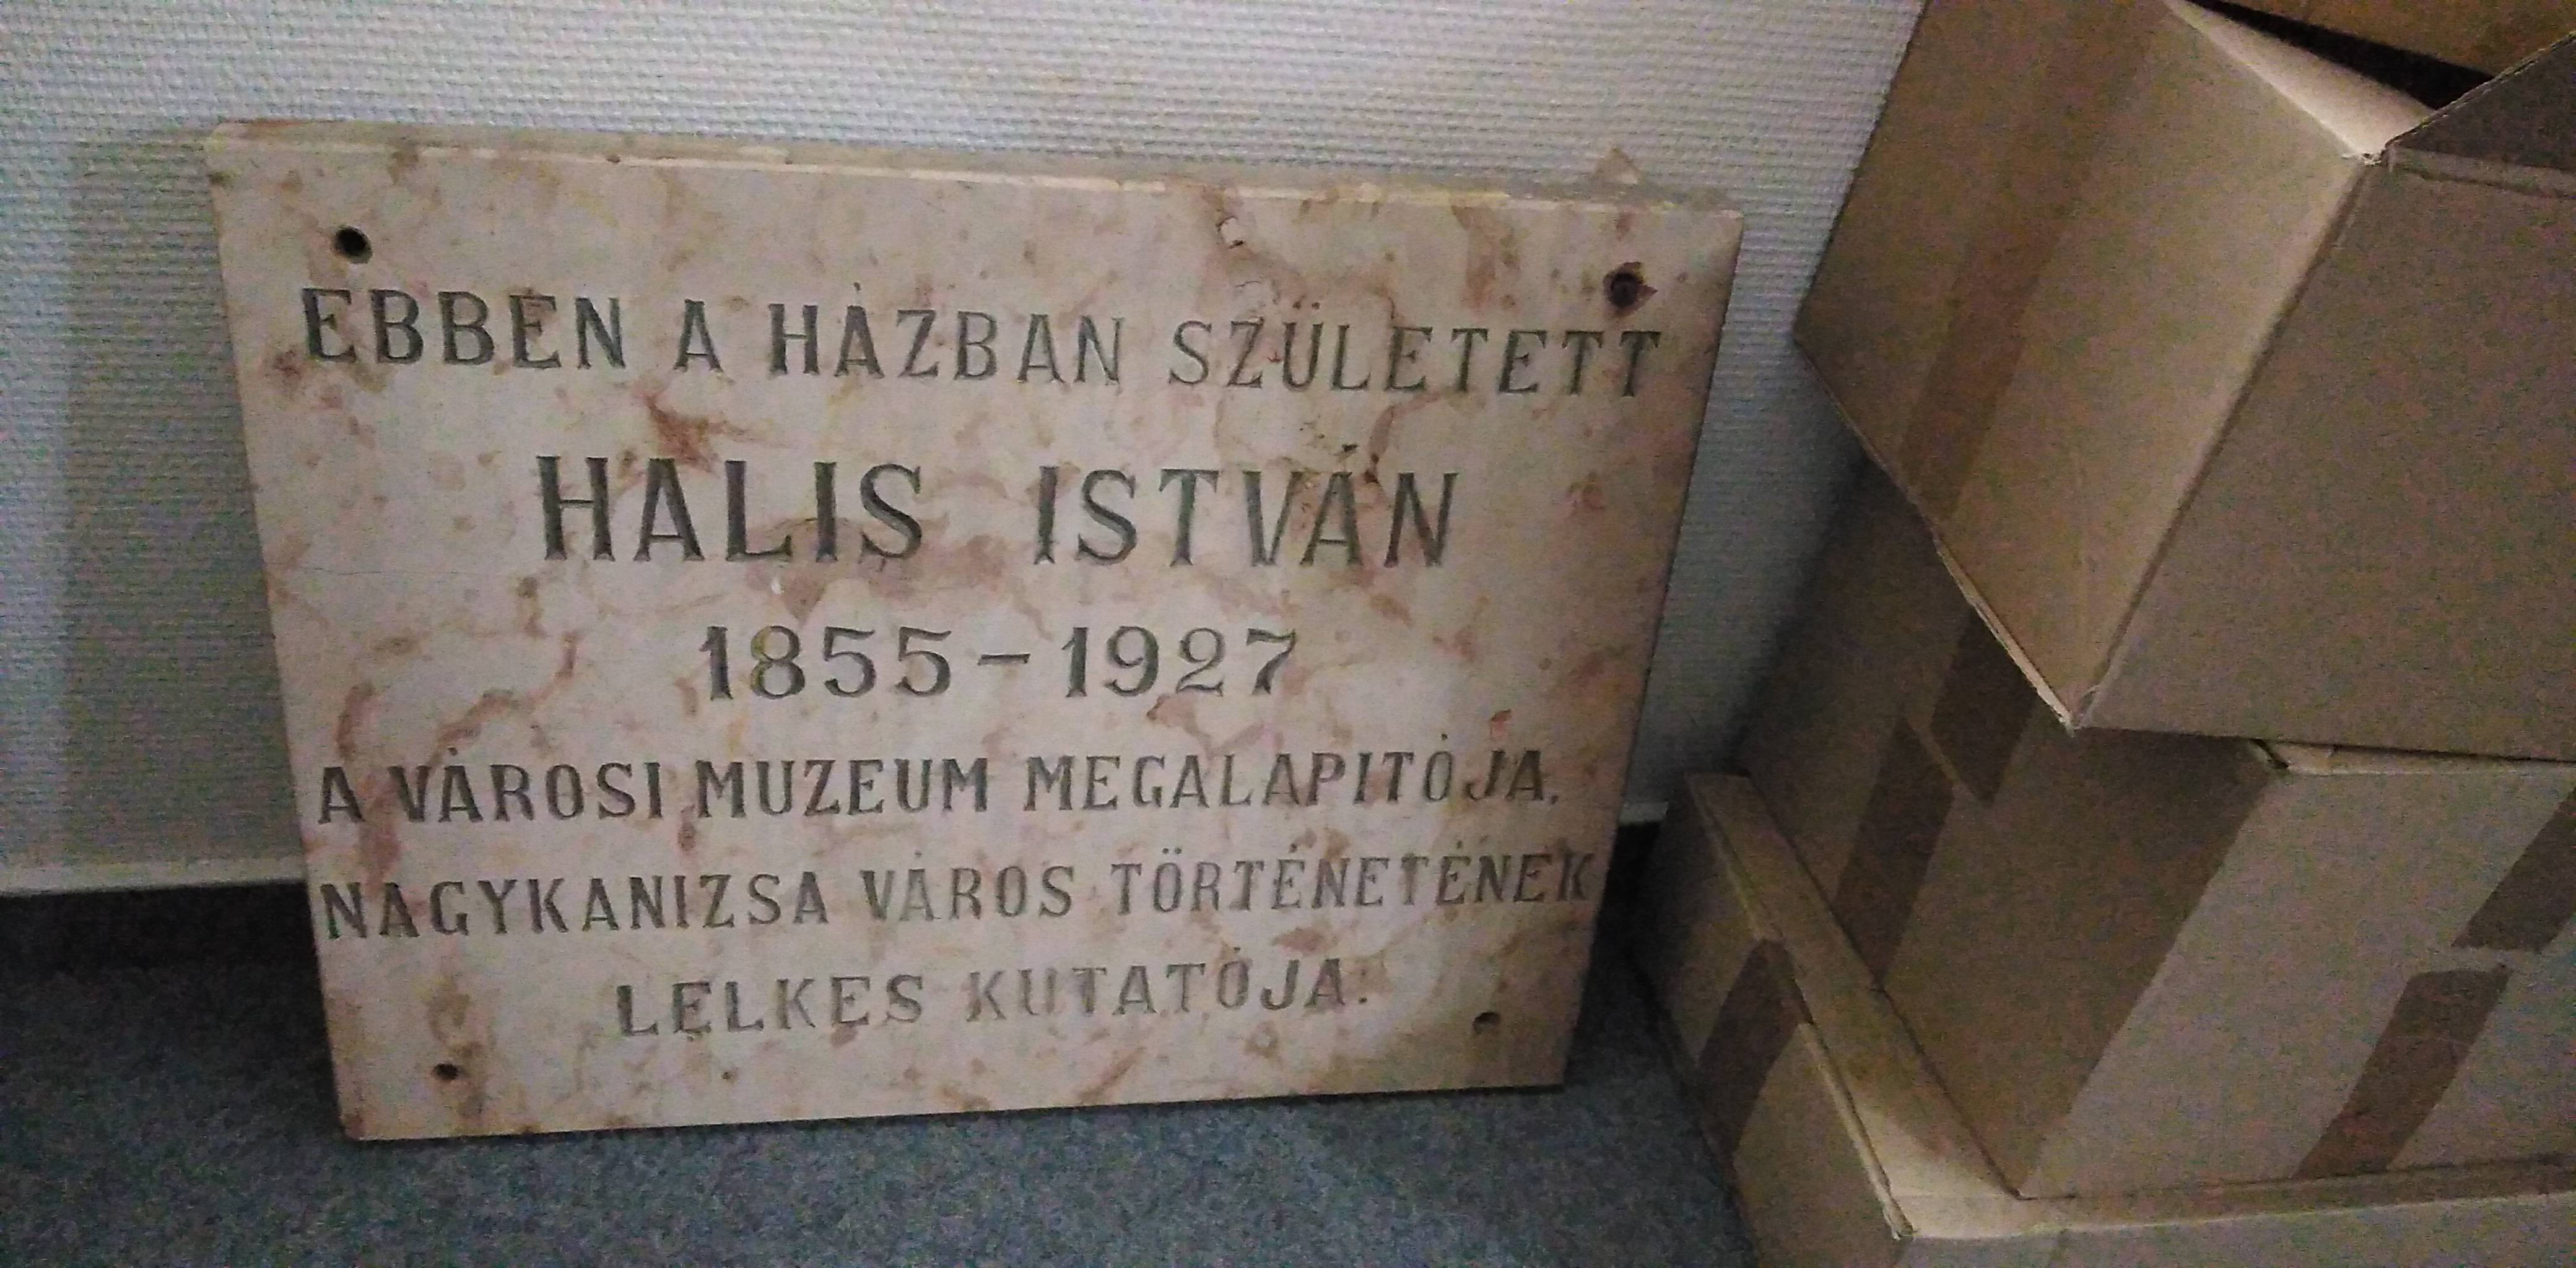 EBBEN A HÁZBAN SZÜLETETT
HALIS ISTVÁN
1855-1927
A VÁROSI MUZEUM MEGALAPITÓJA.
NAGYKANIZSA VÁROS TÖRTÉNETÉNEK
LELKES KUTATÓJA.